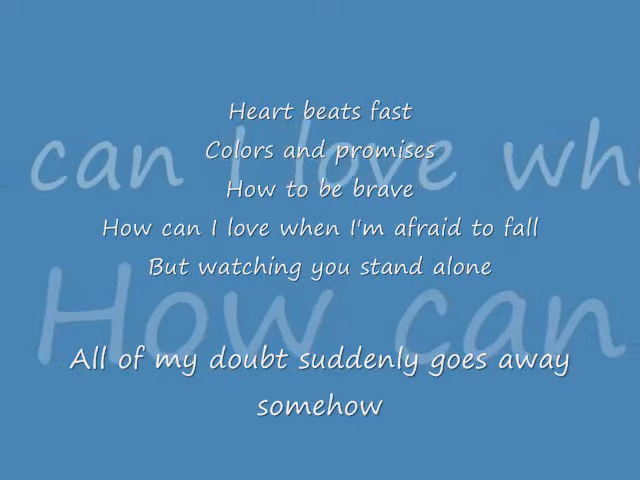 Heart beats fast
Colors and promises
How to be brave
How can I love when I'm afraid to fall
But watching you stand alone
All of my doubt suddenly goes away
somehow
can I love whe
How can